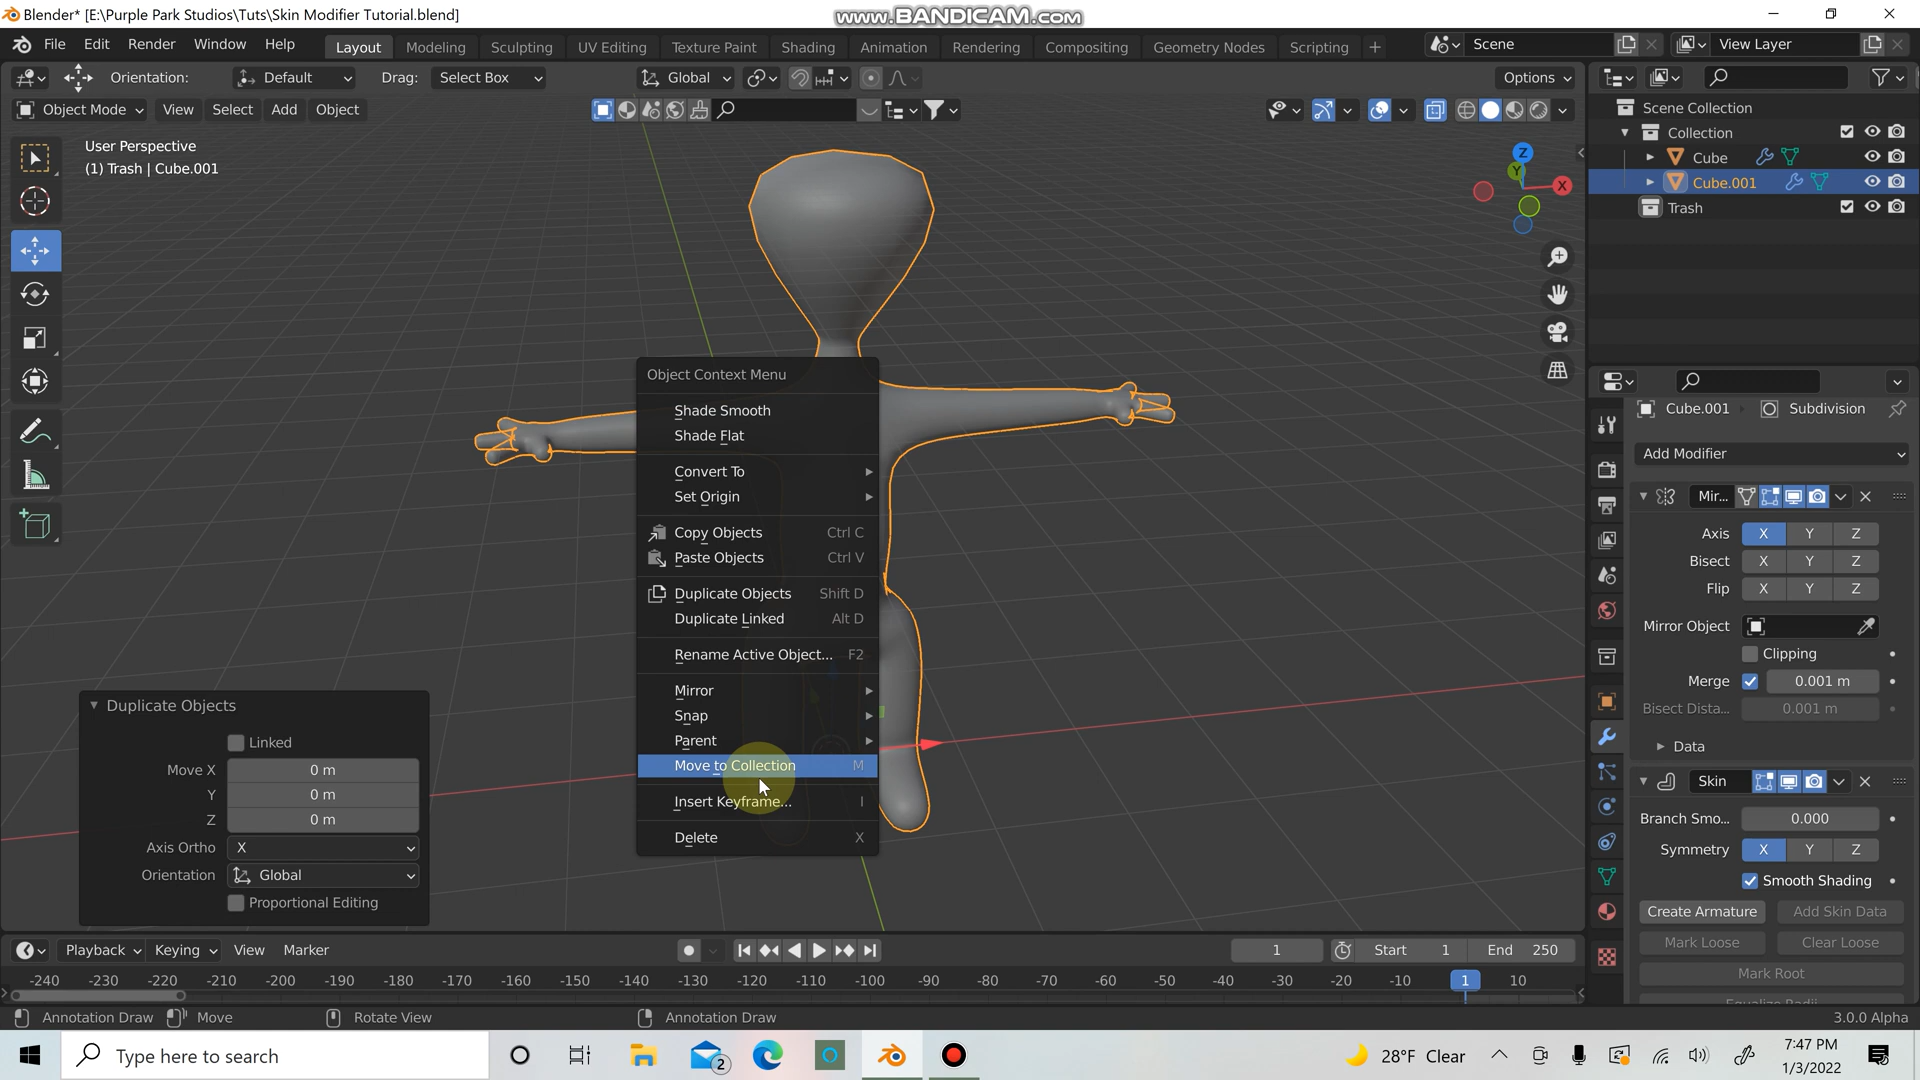 Blender* [E:\Purple Park Studios\Tuts\Skin Modifier Tutorial.blend]
www.BANDICAM.com
File Edit Render Window Help
Layout Modeling Sculpting UV Editing Texture Paint Shading Animation Rendering Compositing Geometry Nodes Scripting +
Scene
View Layer
Orientation: Default Drag: Select Box
Global
Options
Object Mode View Select Add Object
User Perspective
(1) Trash | Cube.001
Z
Y
X
Scene Collection
Collection
Cube
Cube.001
Trash
Object Context Menu
Shade Smooth
Shade Flat
Convert To
Set Origin
Copy Objects Ctrl C
Paste Objects Ctrl V
Duplicate Objects Shift D
Duplicate Linked Alt D
Rename Active Object... F2
Mirror
Snap
Parent
Move to Collection M
Insert Keyframe... I
Delete X
Duplicate Objects
Linked
Move X 0 m
Y 0 m
Z 0 m
Axis Ortho X
Orientation Global
Proportional Editing
Cube.001 Subdivision
Add Modifier
Mir...
Axis X Y Z
Bisect X Y Z
Flip X Y Z
Mirror Object
Clipping
Merge 0.001 m
Bisect Dista... 0.001 m
Data
Skin
Branch Smo... 0.000
Symmetry X Y Z
Smooth Shading
Create Armature Add Skin Data
Mark Loose Clear Loose
Mark Root
Equalize Radii
Playback Keying View Marker
1 Start 1 End 250
-240 -230 -220 -210 -200 -190 -180 -170 -160 -150 -140 -130 -120 -110 -100 -90 -80 -70 -60 -50 -40 -30 -20 -10 1 10
Annotation Draw Move Rotate View Annotation Draw 3.0.0 Alpha
Type here to search
2
28°F Clear
7:47 PM
1/3/2022